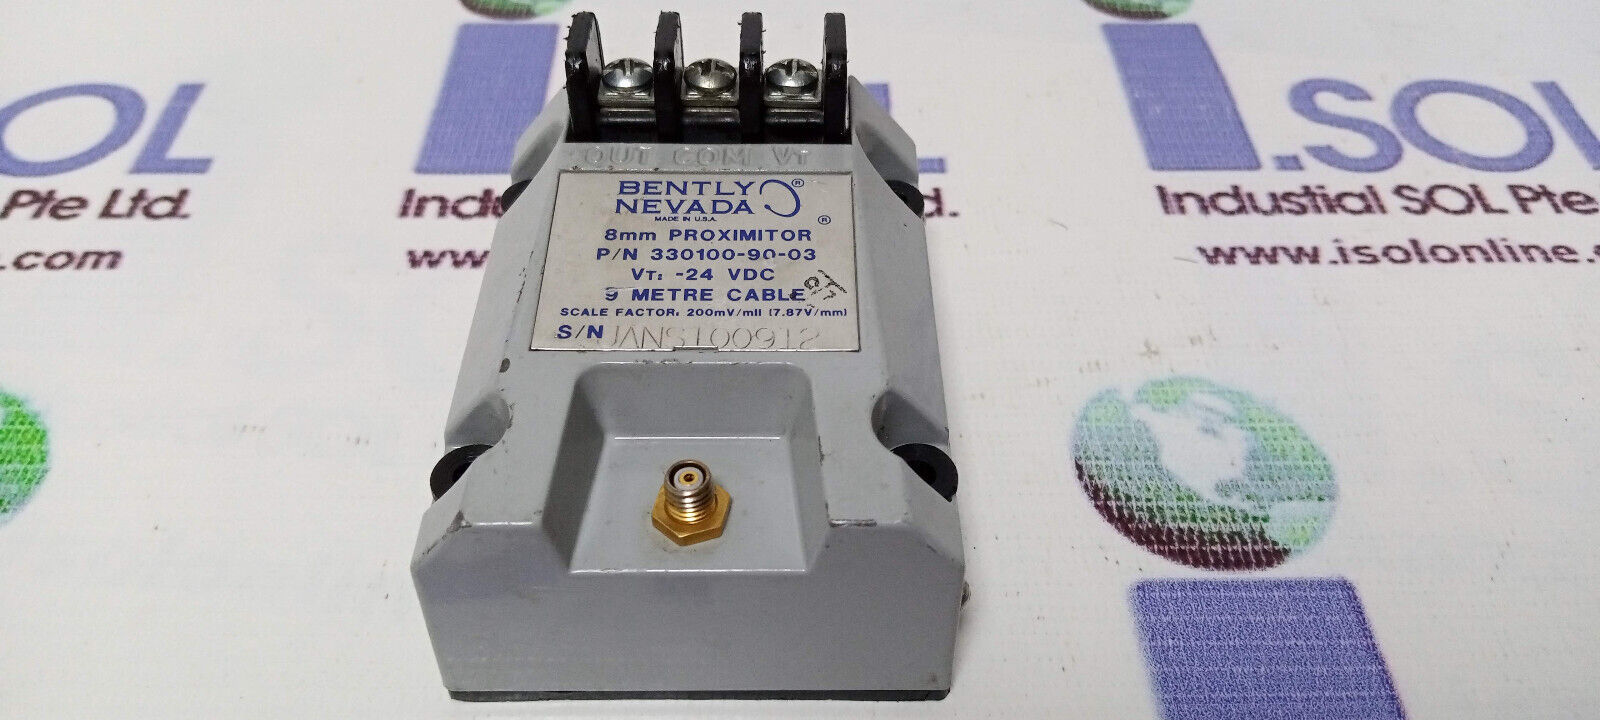 OUT COM VT
BENTLY ®
NEVADA
MADE IN U.S.A. ®
8mm PROXIMITOR
P/N 330100-90-03
VT: -24 VDC
9 METRE CABLE
SCALE FACTOR: 200mV/mil (7.87V/mm)
S/N
SOL
Pte Ltd.
.com
Ind
www
.SOL
Industial SOL Pte
www.isolonline.